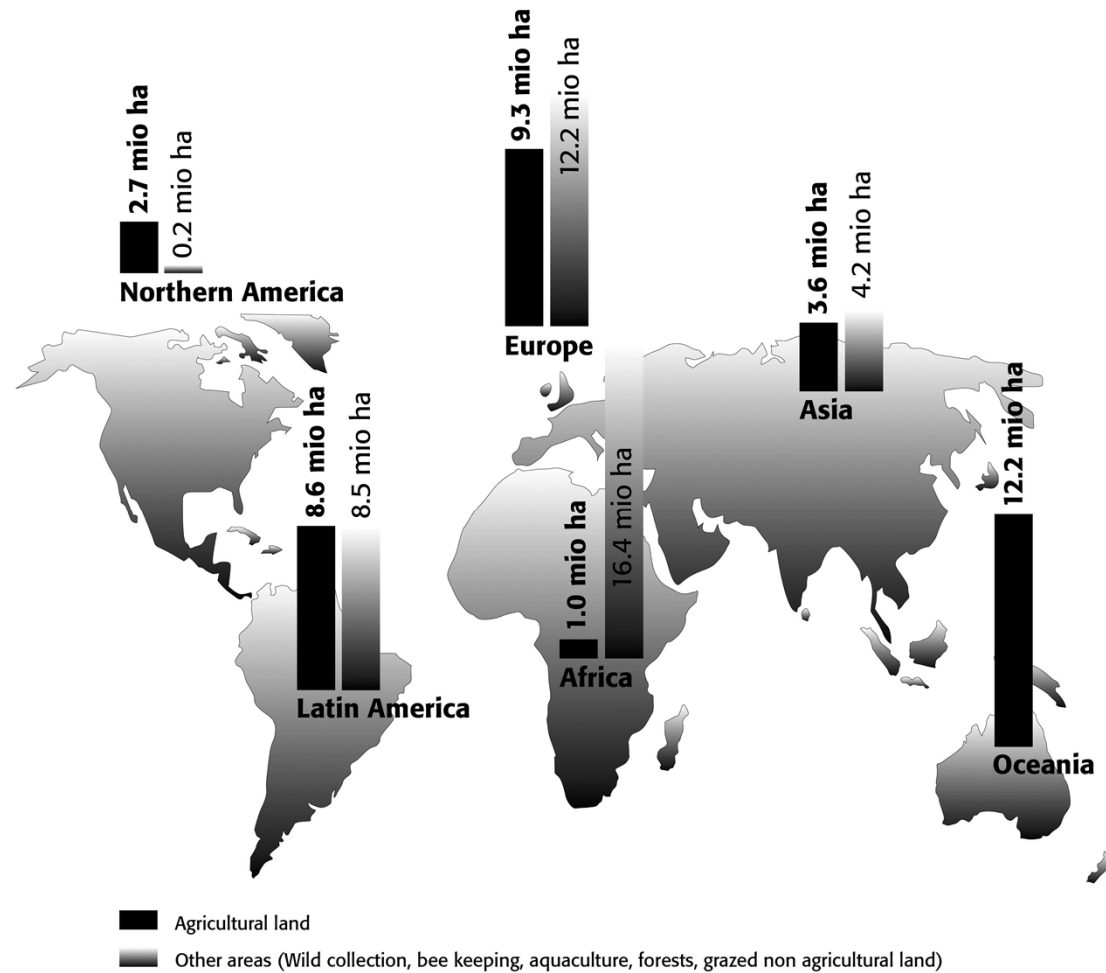 2.7 mio ha
0.2 mio ha
Northern America
9.3 mio ha
12.2 mio ha
Europe
3.6 mio ha
4.2 mio ha
Asia
8.6 mio ha
8.5 mio ha
Latin America
1.0 mio ha
16.4 mio ha
Africa
12.2 mio ha
Oceania
Agricultural land
Other areas (Wild collection, bee keeping, aquaculture, forests, grazed non agricultural land)